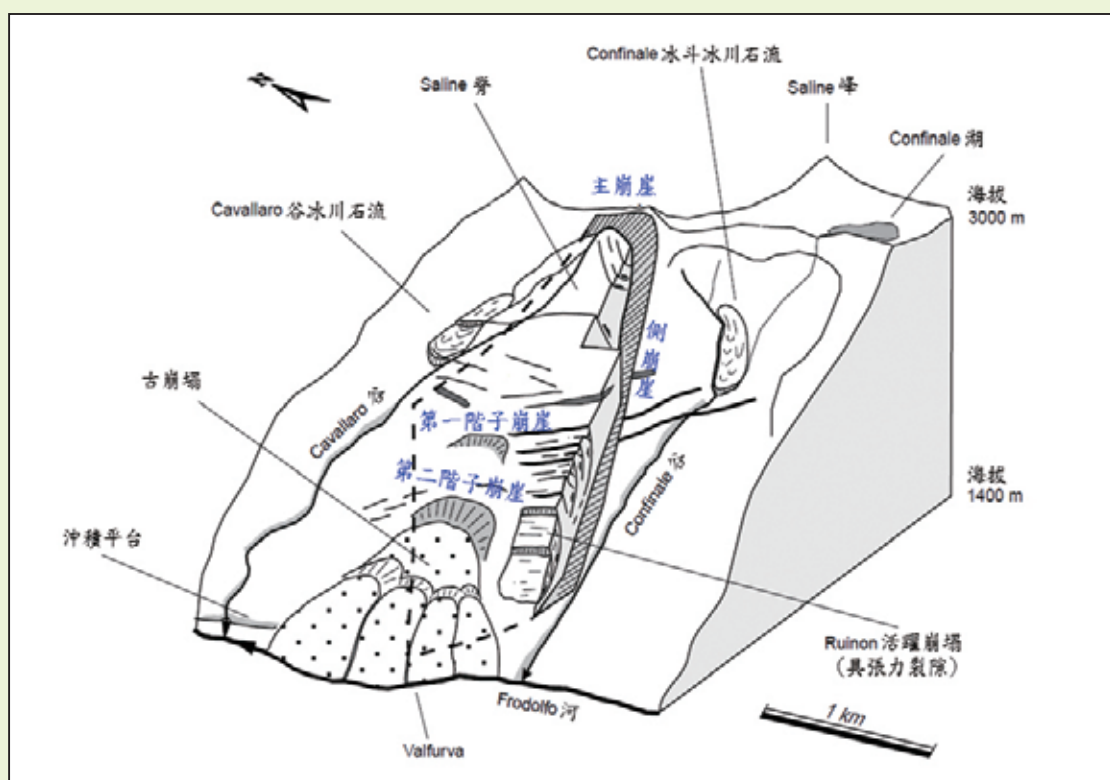 Confinale 冰斗冰川石流
N
Saline 脊
Saline 峰
Confinale 湖
主崩崖
海拔
3000 m
Cavallaro 谷冰川石流
側崩崖
古崩塌
Cavallaro 谷
第一階子崩崖
第二階子崩崖
Confinale 谷
海拔
1400 m
沖積平台
Ruinon 活躍崩塌
(具張力裂隙)
Frodolfo 河
1 km
Valfurva